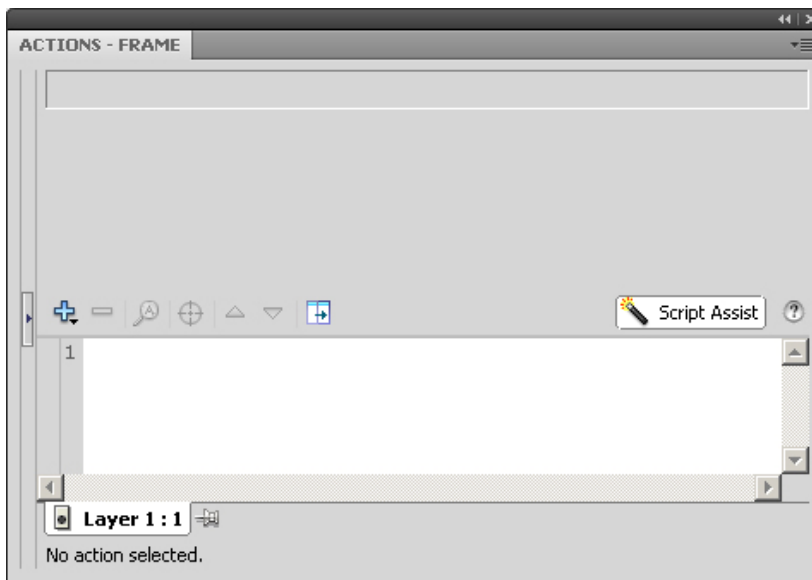 ACTIONS - FRAME
Script Assist
1
Layer 1 : 1
No action selected.